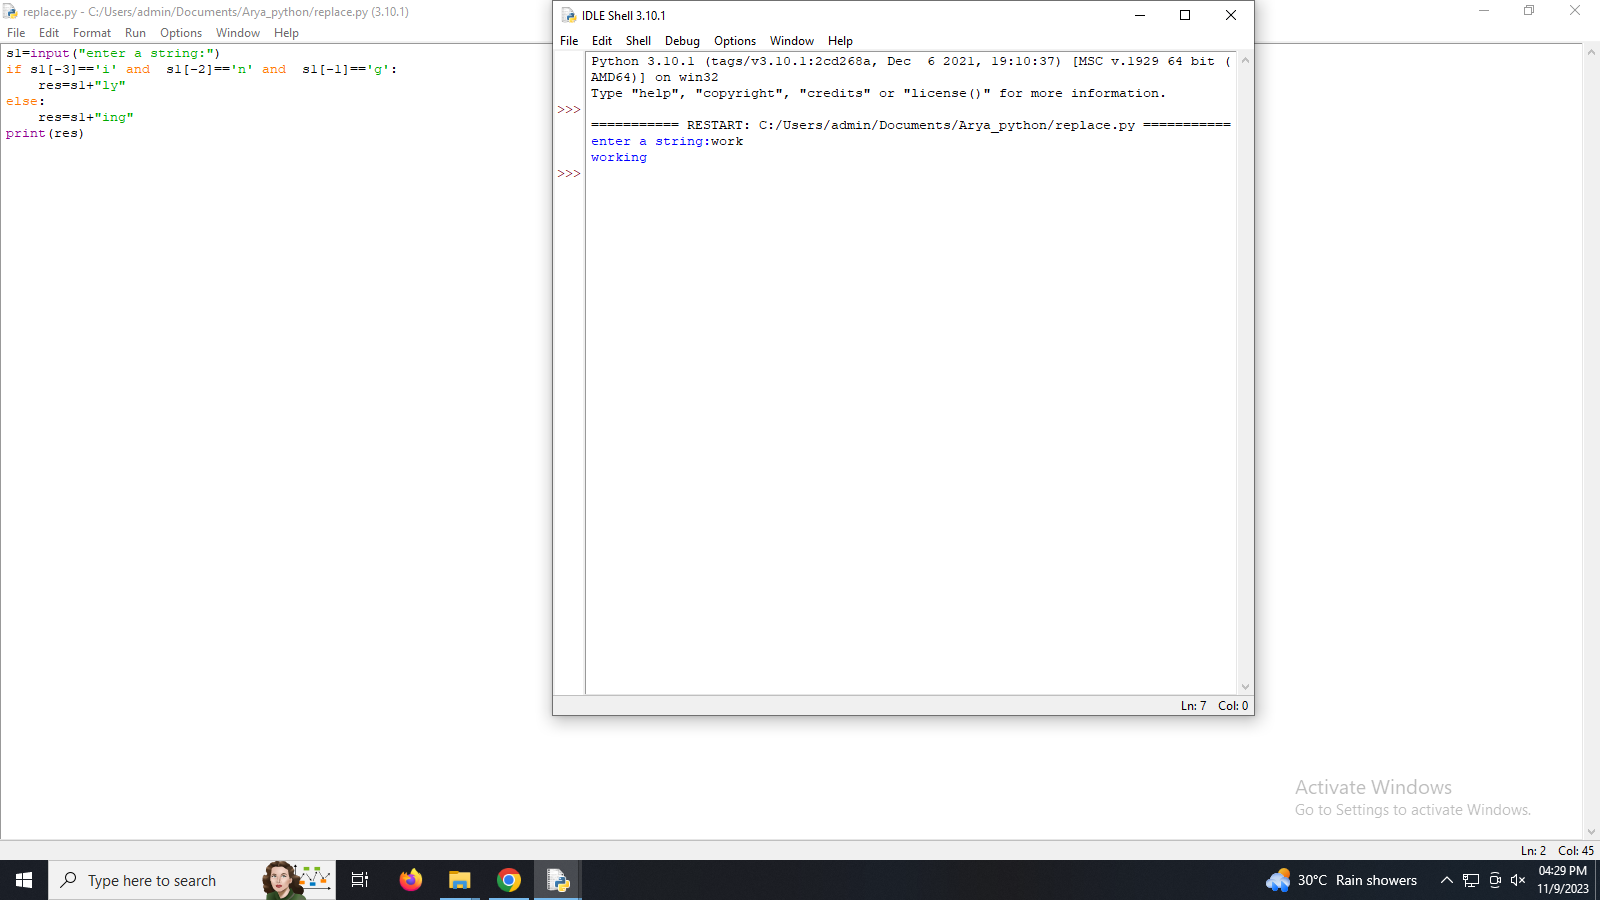 replace.py - C:/Users/admin/Documents/Arya_python/replace.py (3.10.1)
File Edit Format Run Options Window Help
s1=input("enter a string:")
if s1[-3]=='i' and  s1[-2]=='n' and  s1[-1]=='g':
    res=s1+"ly"
else:
    res=s1+"ing"
print(res)
IDLE Shell 3.10.1
File Edit Shell Debug Options Window Help
Python 3.10.1 (tags/v3.10.1:2cd268a, Dec  6 2021, 19:10:37) [MSC v.1929 64 bit (
AMD64)] on win32
Type "help", "copyright", "credits" or "license()" for more information.
>>>
=========== RESTART: C:/Users/admin/Documents/Arya_python/replace.py ===========
enter a string:work
working
>>>
Ln: 7 Col: 0
Activate Windows
Go to Settings to activate Windows.
Ln: 2 Col: 45
Type here to search
30°C Rain showers
04:29 PM
11/9/2023